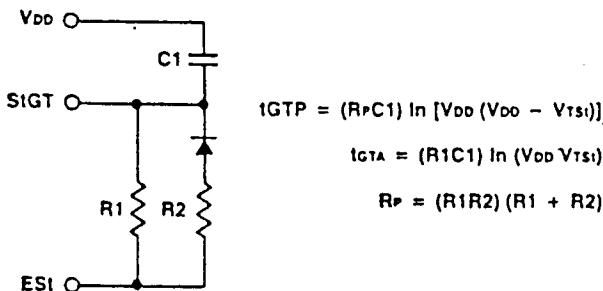 VDD
C1
StGT
tGTP = (RPC1) ln [VDD (VDD – VTSt)]
tGTA = (R1C1) ln (VDD VTSt)
R1
R2
RP = (R1R2) (R1 + R2)
ESt